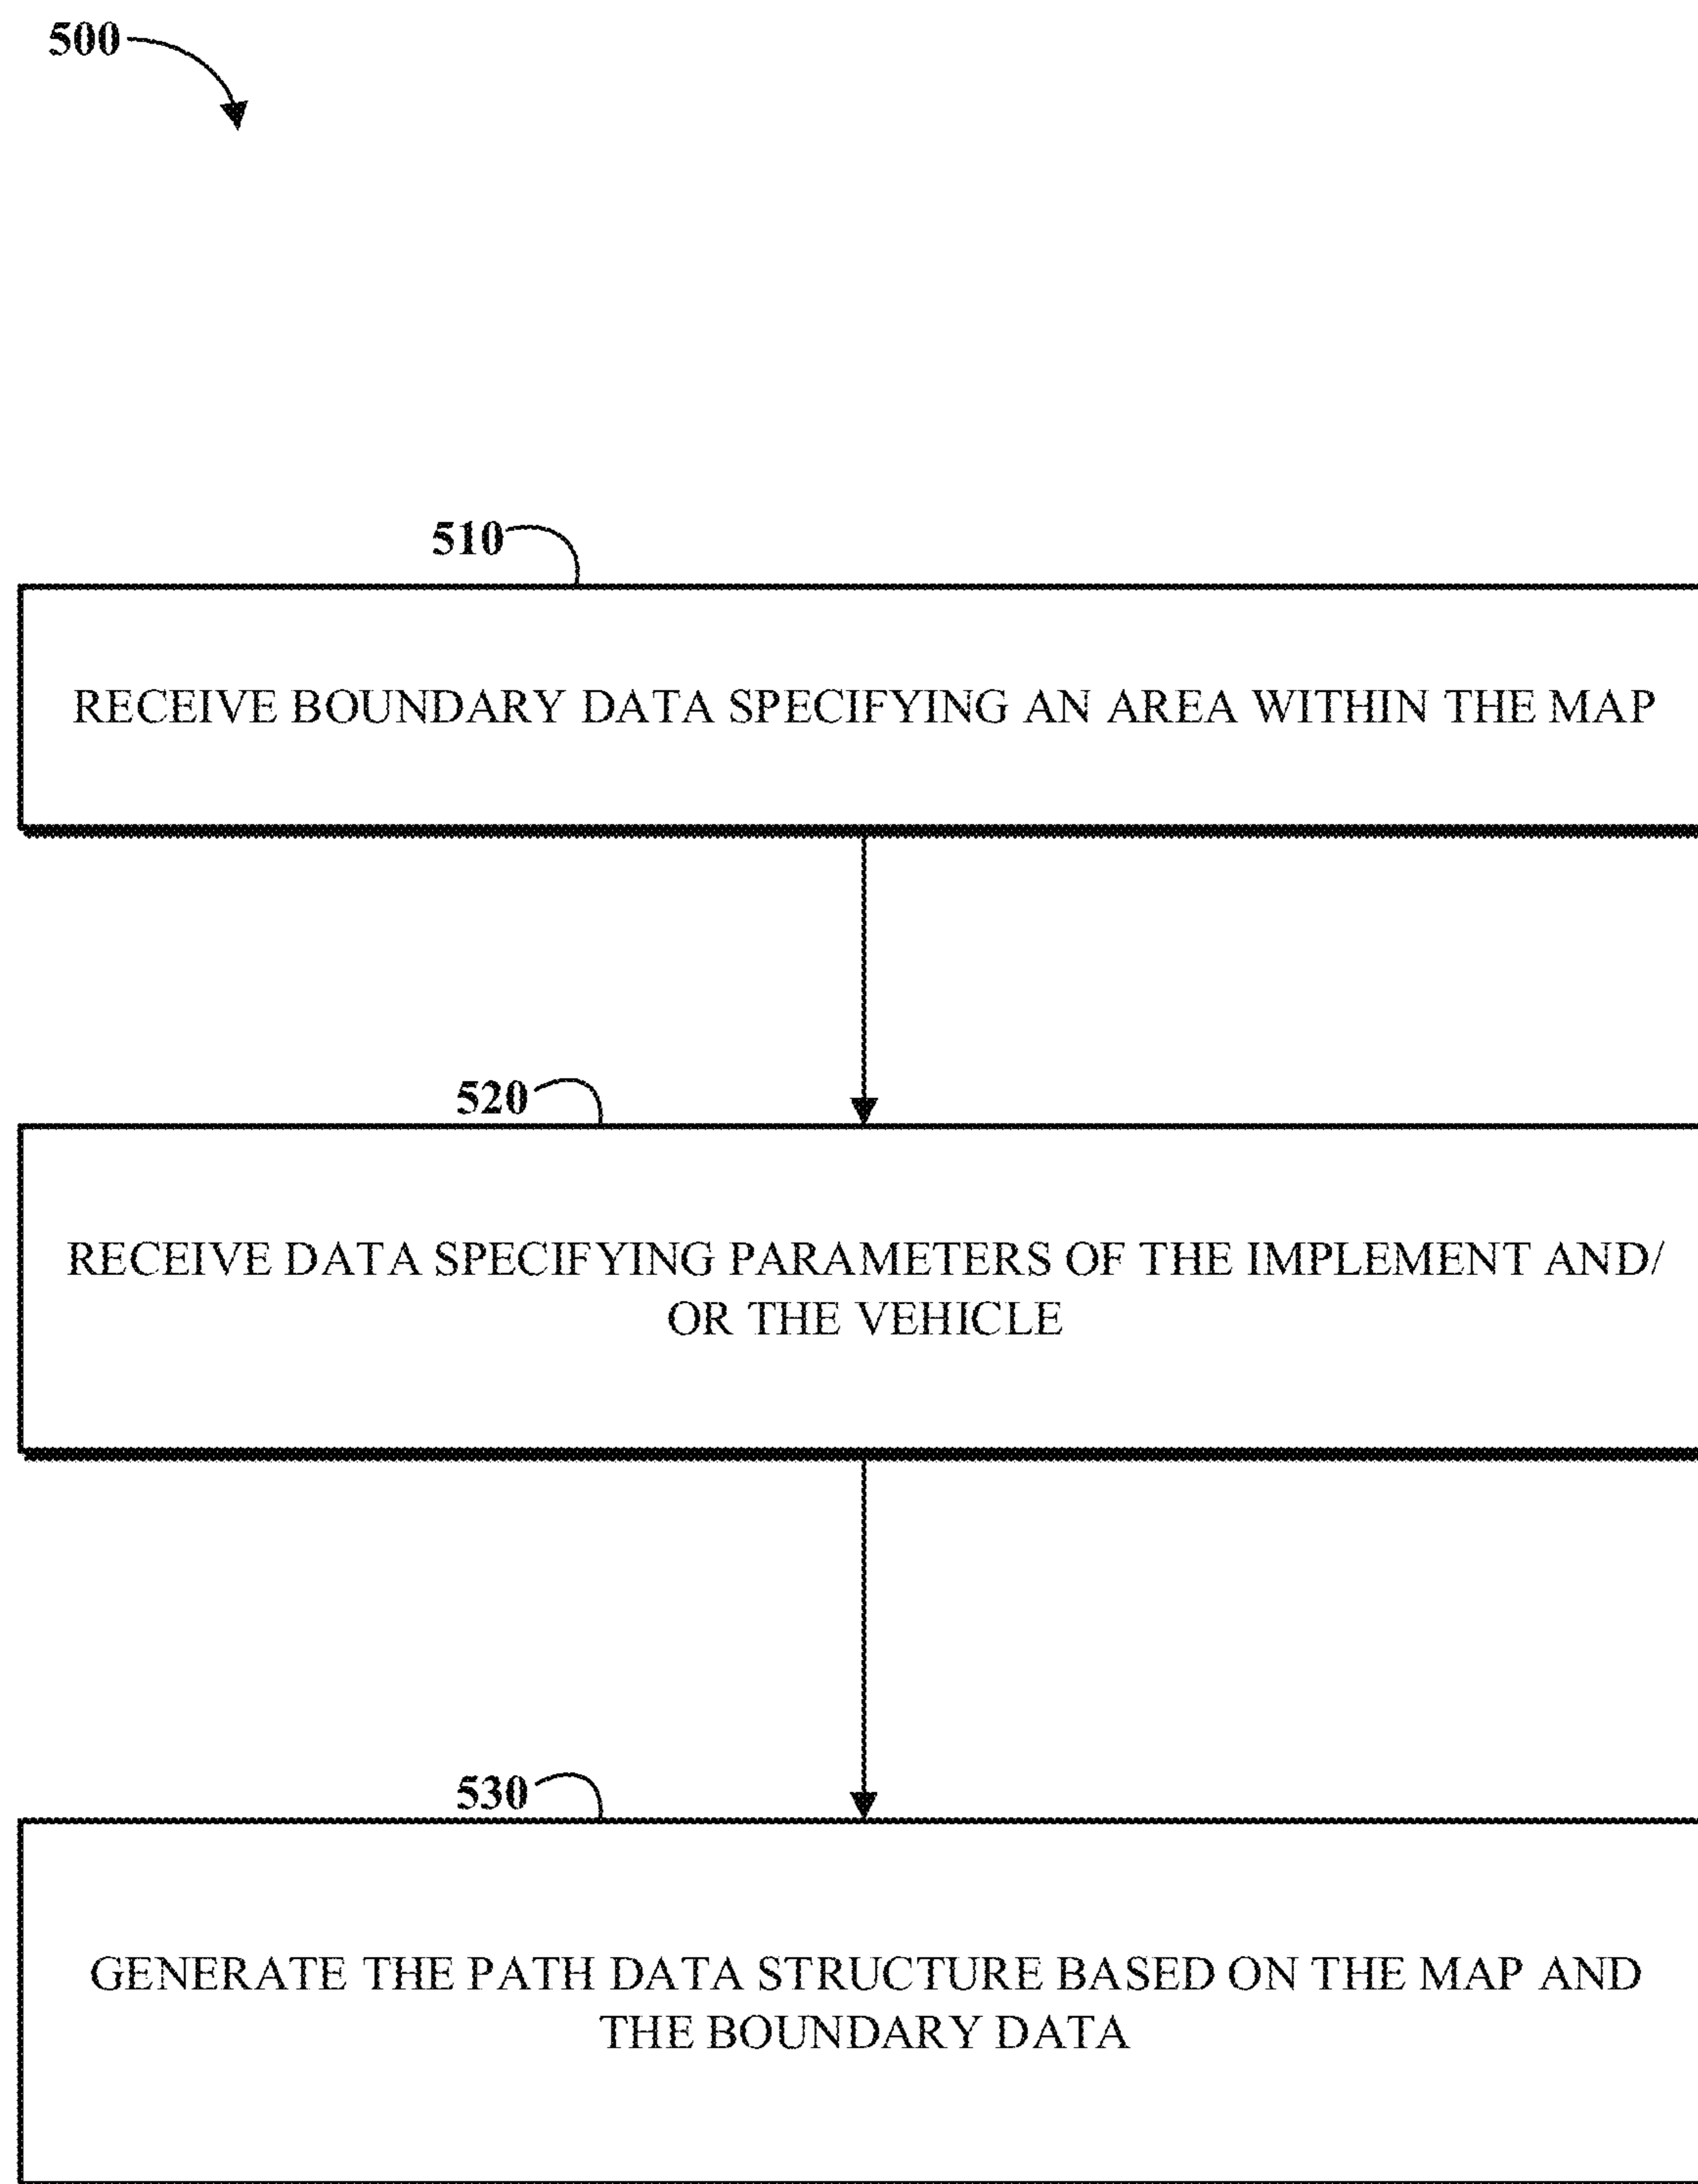 500
510
RECEIVE BOUNDARY DATA SPECIFYING AN AREA WITHIN THE MAP
520
RECEIVE DATA SPECIFYING PARAMETERS OF THE IMPLEMENT AND/
OR THE VEHICLE
530
GENERATE THE PATH DATA STRUCTURE BASED ON THE MAP AND
THE BOUNDARY DATA